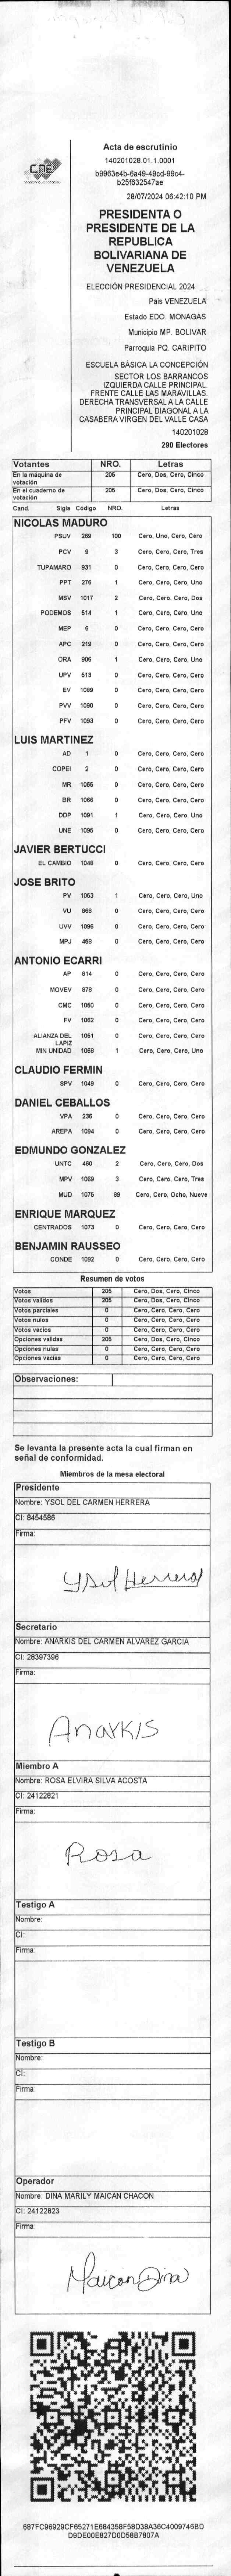 CNE
Acta de escrutinio
140201028.01.1.0001
b9963e4b-6a49-49cd-99c4-
b25f632547ae
28/07/2024 06:42:10 PM
PRESIDENTA O
PRESIDENTE DE LA
REPUBLICA
BOLIVARIANA DE
VENEZUELA
ELECCIÓN PRESIDENCIAL 2024
Pais VENEZUELA
Estado EDO. MONAGAS
Municipio MP. BOLIVAR
Parroquia PQ. CARIPITO
ESCUELA BÁSICA LA CONCEPCIÓN
SECTOR LOS BARRANCOS
IZQUIERDA CALLE PRINCIPAL.
FRENTE CALLE LAS MARAVILLAS.
DERECHA TRANSVERSAL A LA CALLE
PRINCIPAL DIAGONAL A LA
CASABERA VIRGEN DEL VALLE CASA
140201028
290 Electores
Votantes NRO. Letras
En la máquina de votación 205 Cero, Dos, Cero, Cinco
En el cuaderno de votación 205 Cero, Dos, Cero, Cinco
Cand. Sigla Código NRO. Letras
NICOLAS MADURO
PSUV 269 100 Cero, Uno, Cero, Cero
PCV 9 3 Cero, Cero, Cero, Tres
TUPAMARO 931 0 Cero, Cero, Cero, Cero
PPT 276 1 Cero, Cero, Cero, Uno
MSV 1017 2 Cero, Cero, Cero, Dos
PODEMOS 514 1 Cero, Cero, Cero, Uno
MEP 6 0 Cero, Cero, Cero, Cero
APC 219 0 Cero, Cero, Cero, Cero
ORA 906 1 Cero, Cero, Cero, Uno
UPV 513 0 Cero, Cero, Cero, Cero
EV 1089 0 Cero, Cero, Cero, Cero
PVV 1090 0 Cero, Cero, Cero, Cero
PFV 1093 0 Cero, Cero, Cero, Cero
LUIS MARTINEZ
AD 1 0 Cero, Cero, Cero, Cero
COPEI 2 0 Cero, Cero, Cero, Cero
MR 1065 0 Cero, Cero, Cero, Cero
BR 1066 0 Cero, Cero, Cero, Cero
DDP 1091 1 Cero, Cero, Cero, Uno
UNE 1095 0 Cero, Cero, Cero, Cero
JAVIER BERTUCCI
EL CAMBIO 1048 0 Cero, Cero, Cero, Cero
JOSE BRITO
PV 1053 1 Cero, Cero, Cero, Uno
VU 868 0 Cero, Cero, Cero, Cero
UVV 1096 0 Cero, Cero, Cero, Cero
MPJ 458 0 Cero, Cero, Cero, Cero
ANTONIO ECARRI
AP 814 0 Cero, Cero, Cero, Cero
MOVEV 878 0 Cero, Cero, Cero, Cero
CMC 1050 0 Cero, Cero, Cero, Cero
FV 1062 0 Cero, Cero, Cero, Cero
ALIANZA DEL LAPIZ 1051 0 Cero, Cero, Cero, Cero
MIN UNIDAD 1068 1 Cero, Cero, Cero, Uno
CLAUDIO FERMIN
SPV 1049 0 Cero, Cero, Cero, Cero
DANIEL CEBALLOS
VPA 236 0 Cero, Cero, Cero, Cero
AREPA 1094 0 Cero, Cero, Cero, Cero
EDMUNDO GONZALEZ
UNTC 460 2 Cero, Cero, Cero, Dos
MPV 1069 3 Cero, Cero, Cero, Tres
MUD 1075 89 Cero, Cero, Ocho, Nueve
ENRIQUE MARQUEZ
CENTRADOS 1073 0 Cero, Cero, Cero, Cero
BENJAMIN RAUSSEO
CONDE 1092 0 Cero, Cero, Cero, Cero
Resumen de votos
Votos 205 Cero, Dos, Cero, Cinco
Votos validos 205 Cero, Dos, Cero, Cinco
Votos parciales 0 Cero, Cero, Cero, Cero
Votos nulos 0 Cero, Cero, Cero, Cero
Votos vacios 0 Cero, Cero, Cero, Cero
Opciones validas 205 Cero, Dos, Cero, Cinco
Opciones nulas 0 Cero, Cero, Cero, Cero
Opciones vacias 0 Cero, Cero, Cero, Cero
Observaciones:
Se levanta la presente acta la cual firman en
señal de conformidad.
Miembros de la mesa electoral
Presidente
Nombre: YSOL DEL CARMEN HERRERA
CI: 8454586
Firma:
Ysol Herrera
Secretario
Nombre: ANARKIS DEL CARMEN ALVAREZ GARCIA
CI: 28397396
Firma:
Anarkis
Miembro A
Nombre: ROSA ELVIRA SILVA ACOSTA
CI: 24122821
Firma:
Rosa
Testigo A
Nombre:
CI:
Firma:
Testigo B
Nombre:
CI:
Firma:
Operador
Nombre: DINA MARILY MAICAN CHACON
CI: 24122823
Firma:
Maican Dina
687FC96929CF65271E684358F58D38A36C4009746BD
D9DE00E827D0D58B7807A